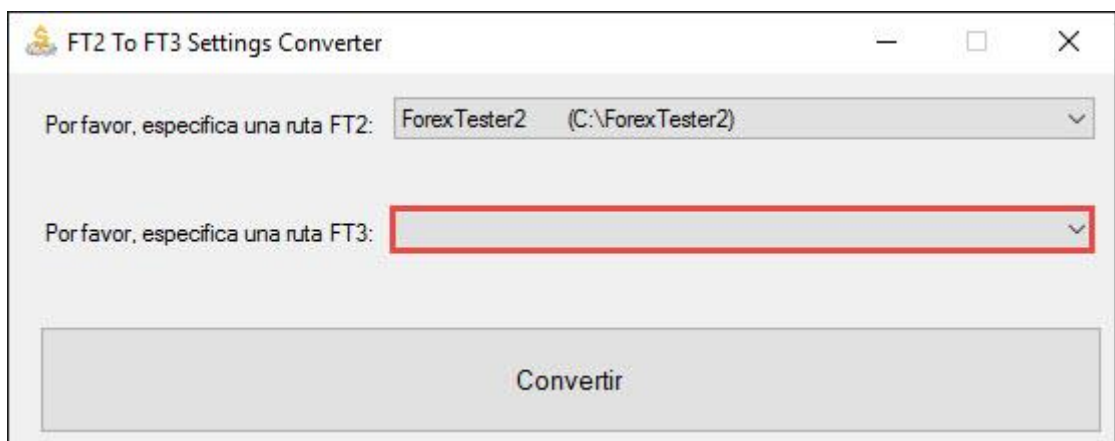 FT2 To FT3 Settings Converter
Por favor, especifica una ruta FT2: ForexTester2 (C:\ForexTester2)
Por favor, especifica una ruta FT3:
Convertir